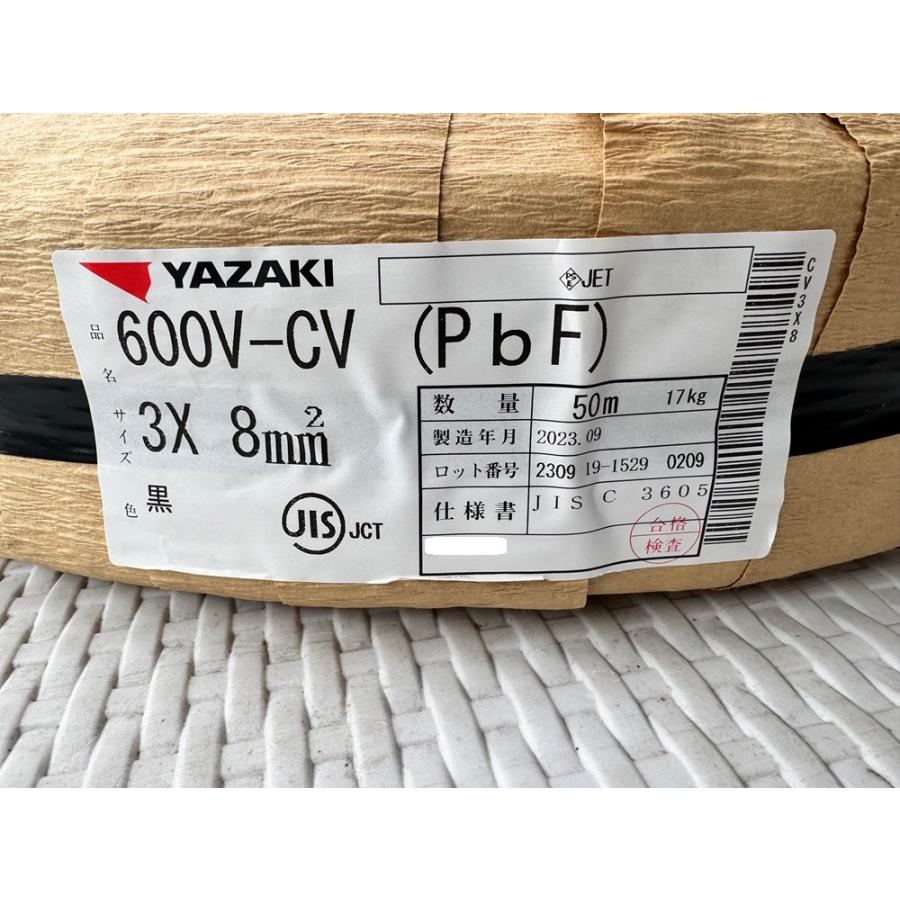 YAZAKI
PSE JET
品名 600V-CV (PbF)
サイズ 3X 8mm²
色 黒
JIS JCT
数 量 50m 17kg
製造年月 2023.09
ロット番号 2309 19-1529 0209
仕様書 JIS C 3605
合格
検査
CV3X8